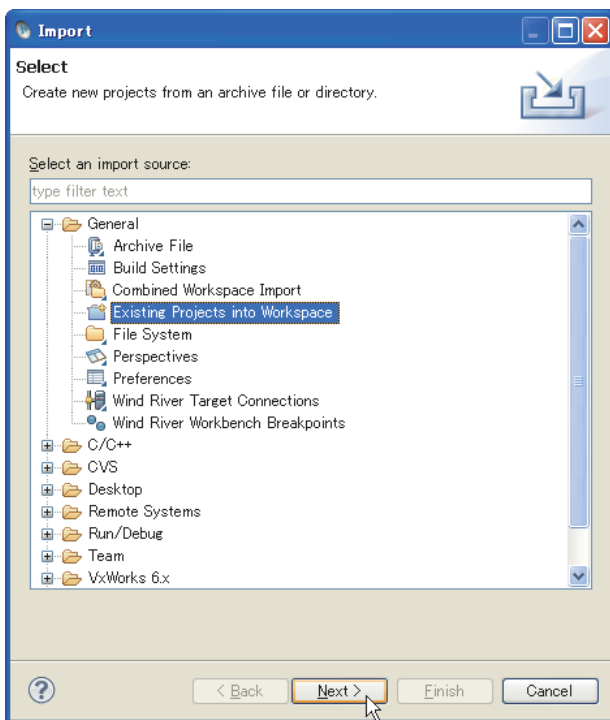 Import
Select
Create new projects from an archive file or directory.
Select an import source:
type filter text
General
Archive File
Build Settings
Combined Workspace Import
Existing Projects into Workspace
File System
Perspectives
Preferences
Wind River Target Connections
Wind River Workbench Breakpoints
C/C++
CVS
Desktop
Remote Systems
Run/Debug
Team
VxWorks 6.x
< Back Next > Finish Cancel